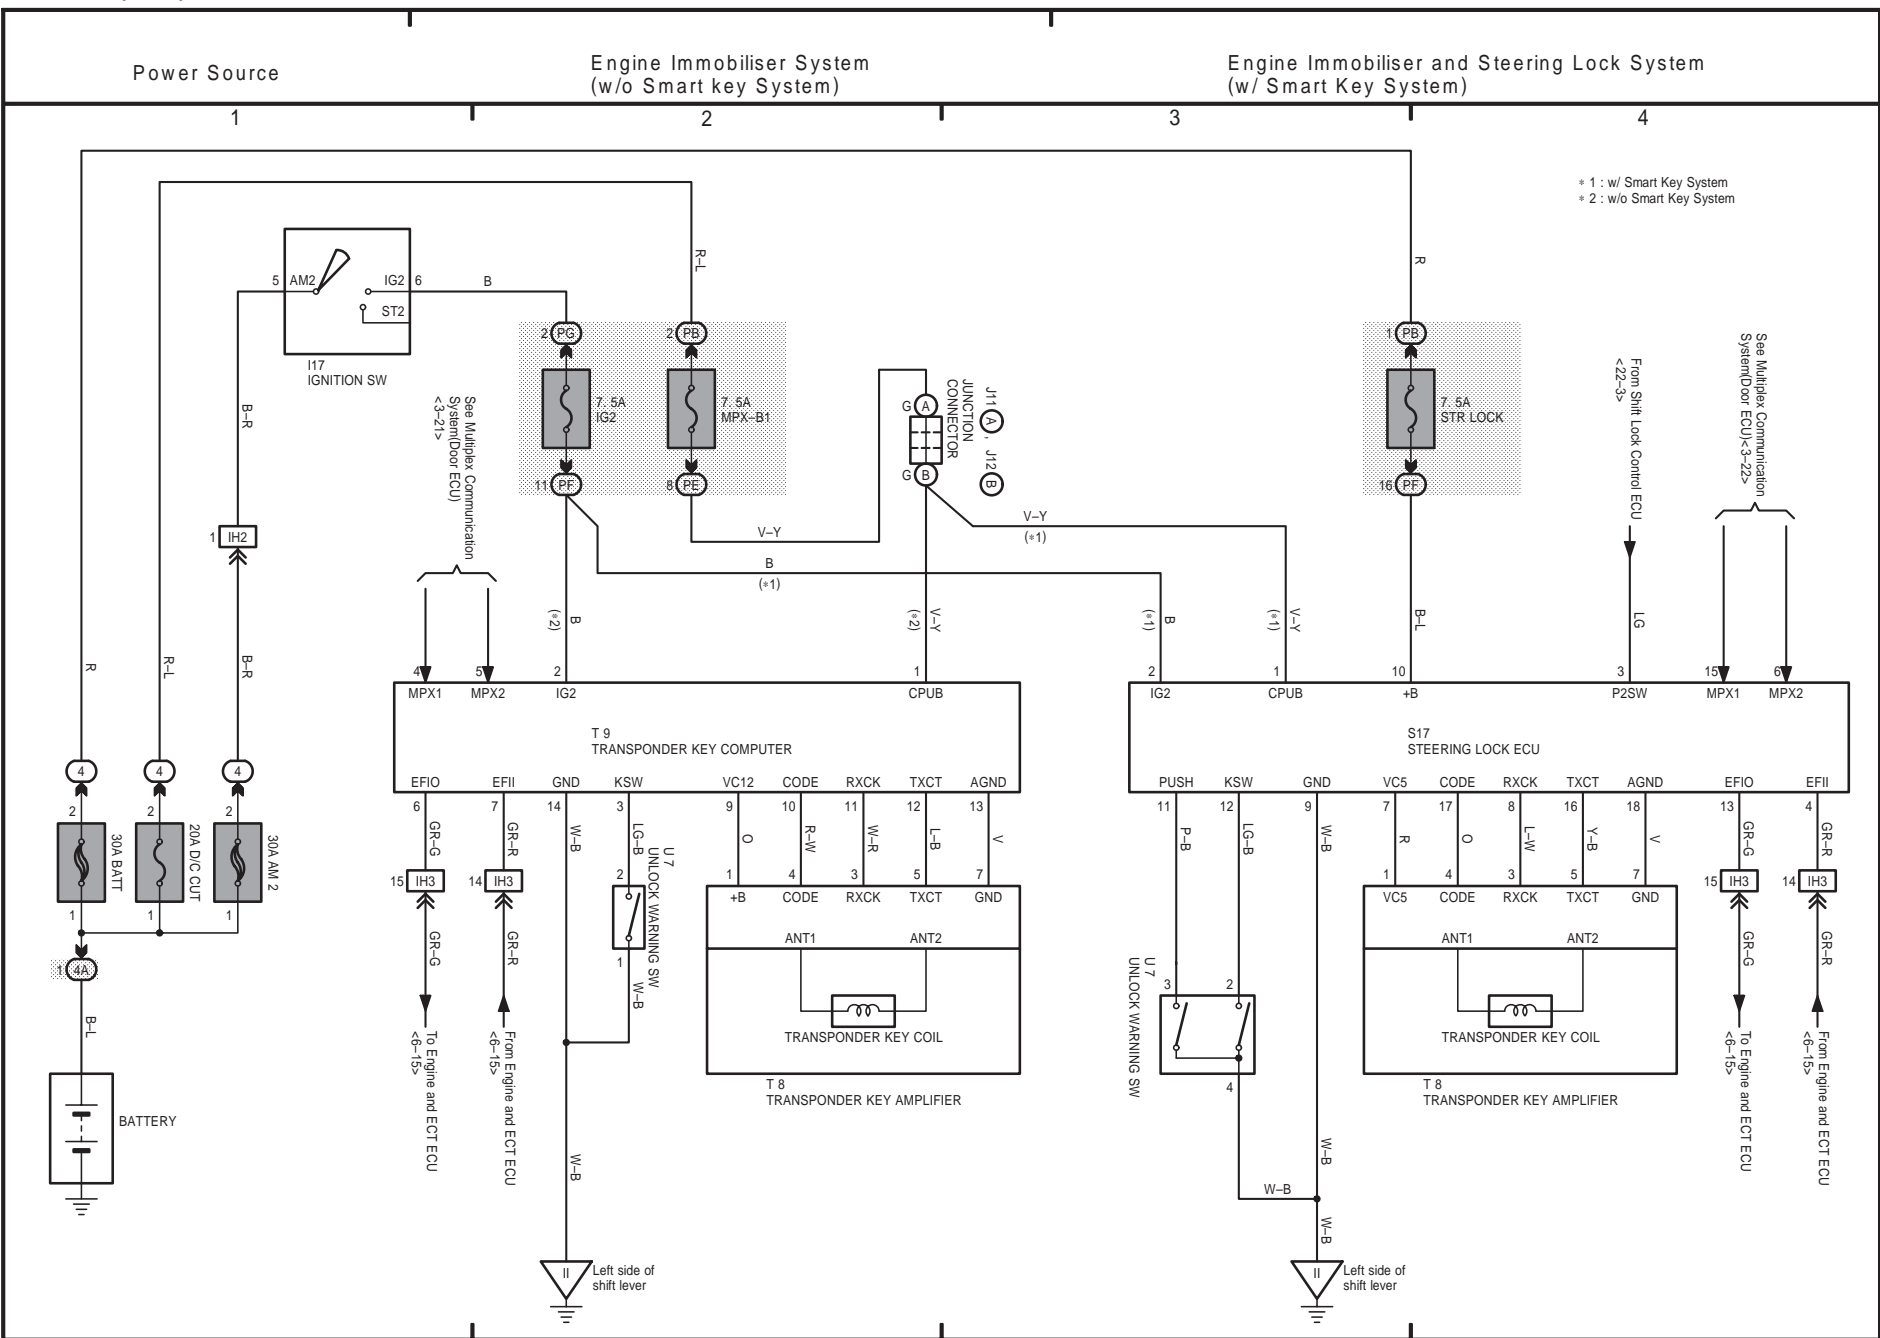 Power Source
Engine Immobiliser System
(w/o Smart key System)
Engine Immobiliser and Steering Lock System
(w/ Smart Key System)
1
2
3
4
* 1 : w/ Smart Key System
* 2 : w/o Smart Key System
R-L
R
5
AM2
IG2
6
B
ST2
I17
IGNITION SW
2
PG
2
PB
1
PB
7. 5A
IG2
7. 5A
MPX-B1
7. 5A
STR LOCK
11
PF
8
PE
16
PF
G
A
G
B
JUNCTION
CONNECTOR
J11 A , J12 B
See Multiplex Communication
System(Door ECU)
<3-21>
From Shift Lock Control ECU
<22-3>
See Multiplex Communication
System(Door ECU)<3-22>
B-R
1
IH2
V-Y
B
(*1)
V-Y
(*1)
R
R-L
B-R
B
(*2)
V-Y
(*2)
B
(*1)
V-Y
(*1)
B-L
LG
4
5
2
1
2
1
10
3
15
6
MPX1
MPX2
IG2
CPUB
IG2
CPUB
+B
P2SW
MPX1
MPX2
T 9
TRANSPONDER KEY COMPUTER
S17
STEERING LOCK ECU
EFIO
EFII
GND
KSW
VC12
CODE
RXCK
TXCT
AGND
PUSH
KSW
GND
VC5
CODE
RXCK
TXCT
AGND
EFIO
EFII
6
7
14
3
9
10
11
12
13
11
12
9
7
17
8
16
18
13
4
4
4
4
2
2
2
30A BATT
20A D/C CUT
30A AM 2
1
1
1
1
4A
B-L
BATTERY
GR-G
GR-R
W-B
LG-B
O
R-W
W-R
L-B
V
P-B
LG-B
W-B
R
O
L-W
Y-B
V
GR-G
GR-R
15
IH3
14
IH3
15
IH3
14
IH3
GR-G
GR-R
GR-G
GR-R
2
1
U 7
UNLOCK WARNING SW
W-B
1
4
3
5
7
+B
CODE
RXCK
TXCT
GND
ANT1
ANT2
TRANSPONDER KEY COIL
T 8
TRANSPONDER KEY AMPLIFIER
1
4
3
5
7
VC5
CODE
RXCK
TXCT
GND
ANT1
ANT2
TRANSPONDER KEY COIL
T 8
TRANSPONDER KEY AMPLIFIER
U 7
UNLOCK WARNING SW
3
2
4
To Engine and ECT ECU
<6-15>
From Engine and ECT ECU
<6-15>
To Engine and ECT ECU
<6-15>
From Engine and ECT ECU
<6-15>
W-B
W-B
W-B
W-B
II
Left side of
shift lever
II
Left side of
shift lever